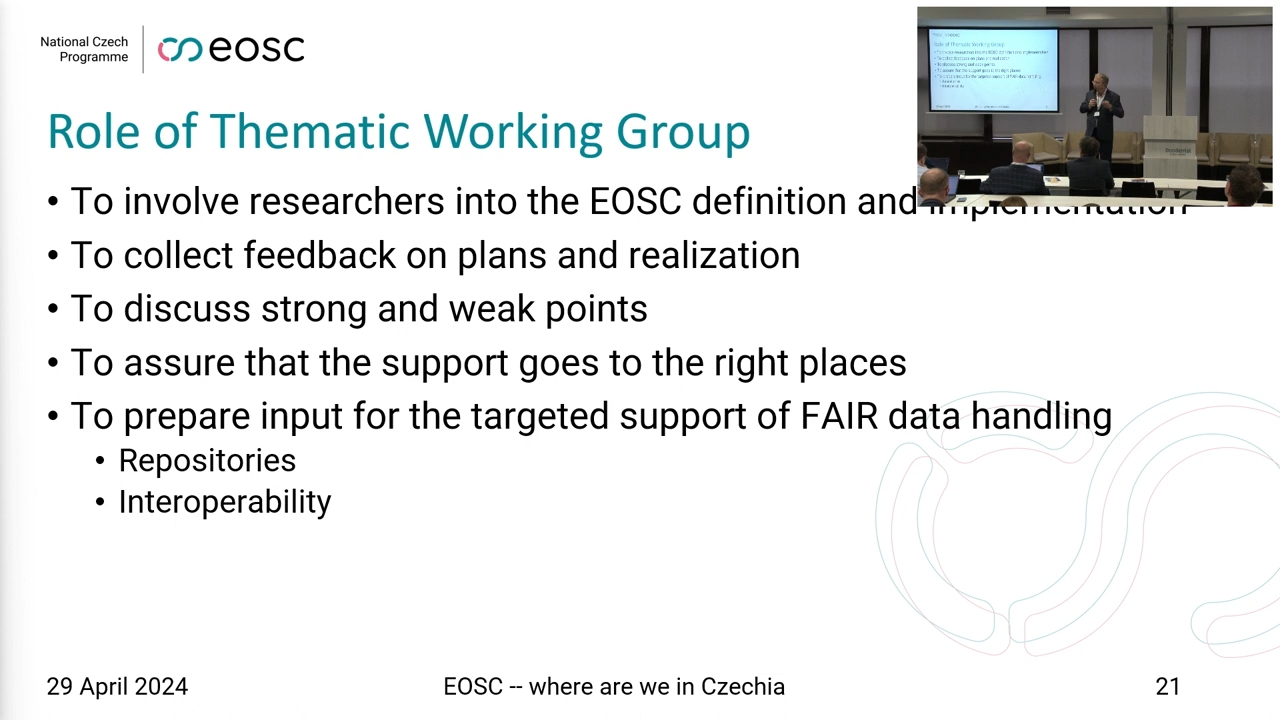 National Czech
Programme
eosc
Role of Thematic Working Group
• To involve researchers into the EOSC definition and implementation
• To collect feedback on plans and realization
• To discuss strong and weak points
• To assure that the support goes to the right places
• To prepare input for the targeted support of FAIR data handling
• Repositories
• Interoperability
29 April 2024
EOSC -- where are we in Czechia
21